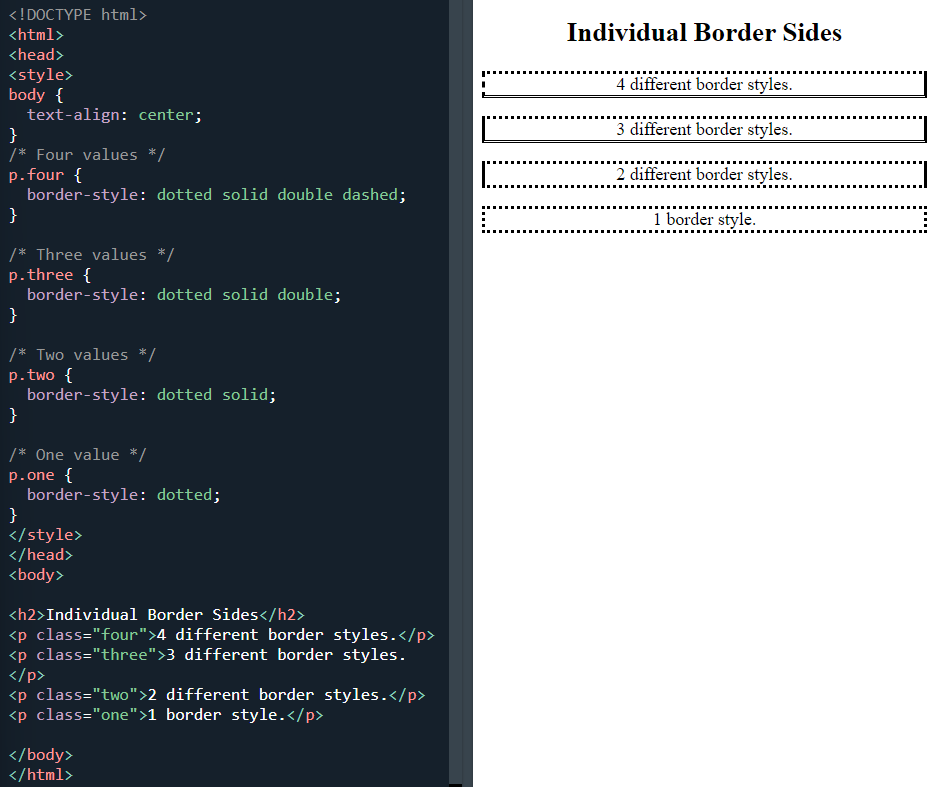 <!DOCTYPE html>
<html>
<head>
<style>
body {
  text-align: center;
}
/* Four values */
p.four {
  border-style: dotted solid double dashed;
}

/* Three values */
p.three {
  border-style: dotted solid double;
}

/* Two values */
p.two {
  border-style: dotted solid;
}

/* One value */
p.one {
  border-style: dotted;
}
</style>
</head>
<body>

<h2>Individual Border Sides</h2>
<p class="four">4 different border styles.</p>
<p class="three">3 different border styles.
</p>
<p class="two">2 different border styles.</p>
<p class="one">1 border style.</p>

</body>
</html>
Individual Border Sides
4 different border styles.
3 different border styles.
2 different border styles.
1 border style.